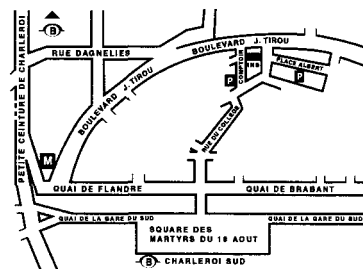 B
RUE DAGNELIES
BOULEVARD J. TIROU
PETITE CEINTURE DE CHARLEROI
BOULEVARD J. TIROU
COMPTOIR
INS
PLACE ALBERT
P
P
RUE DU COLLEGE
M
QUAI DE FLANDRE
QUAI DE BRABANT
QUAI DE LA GARE DU SUD
QUAI DE LA GARE DU SUD
SQUARE DES
MARTYRS DU 18 AOUT
B CHARLEROI SUD